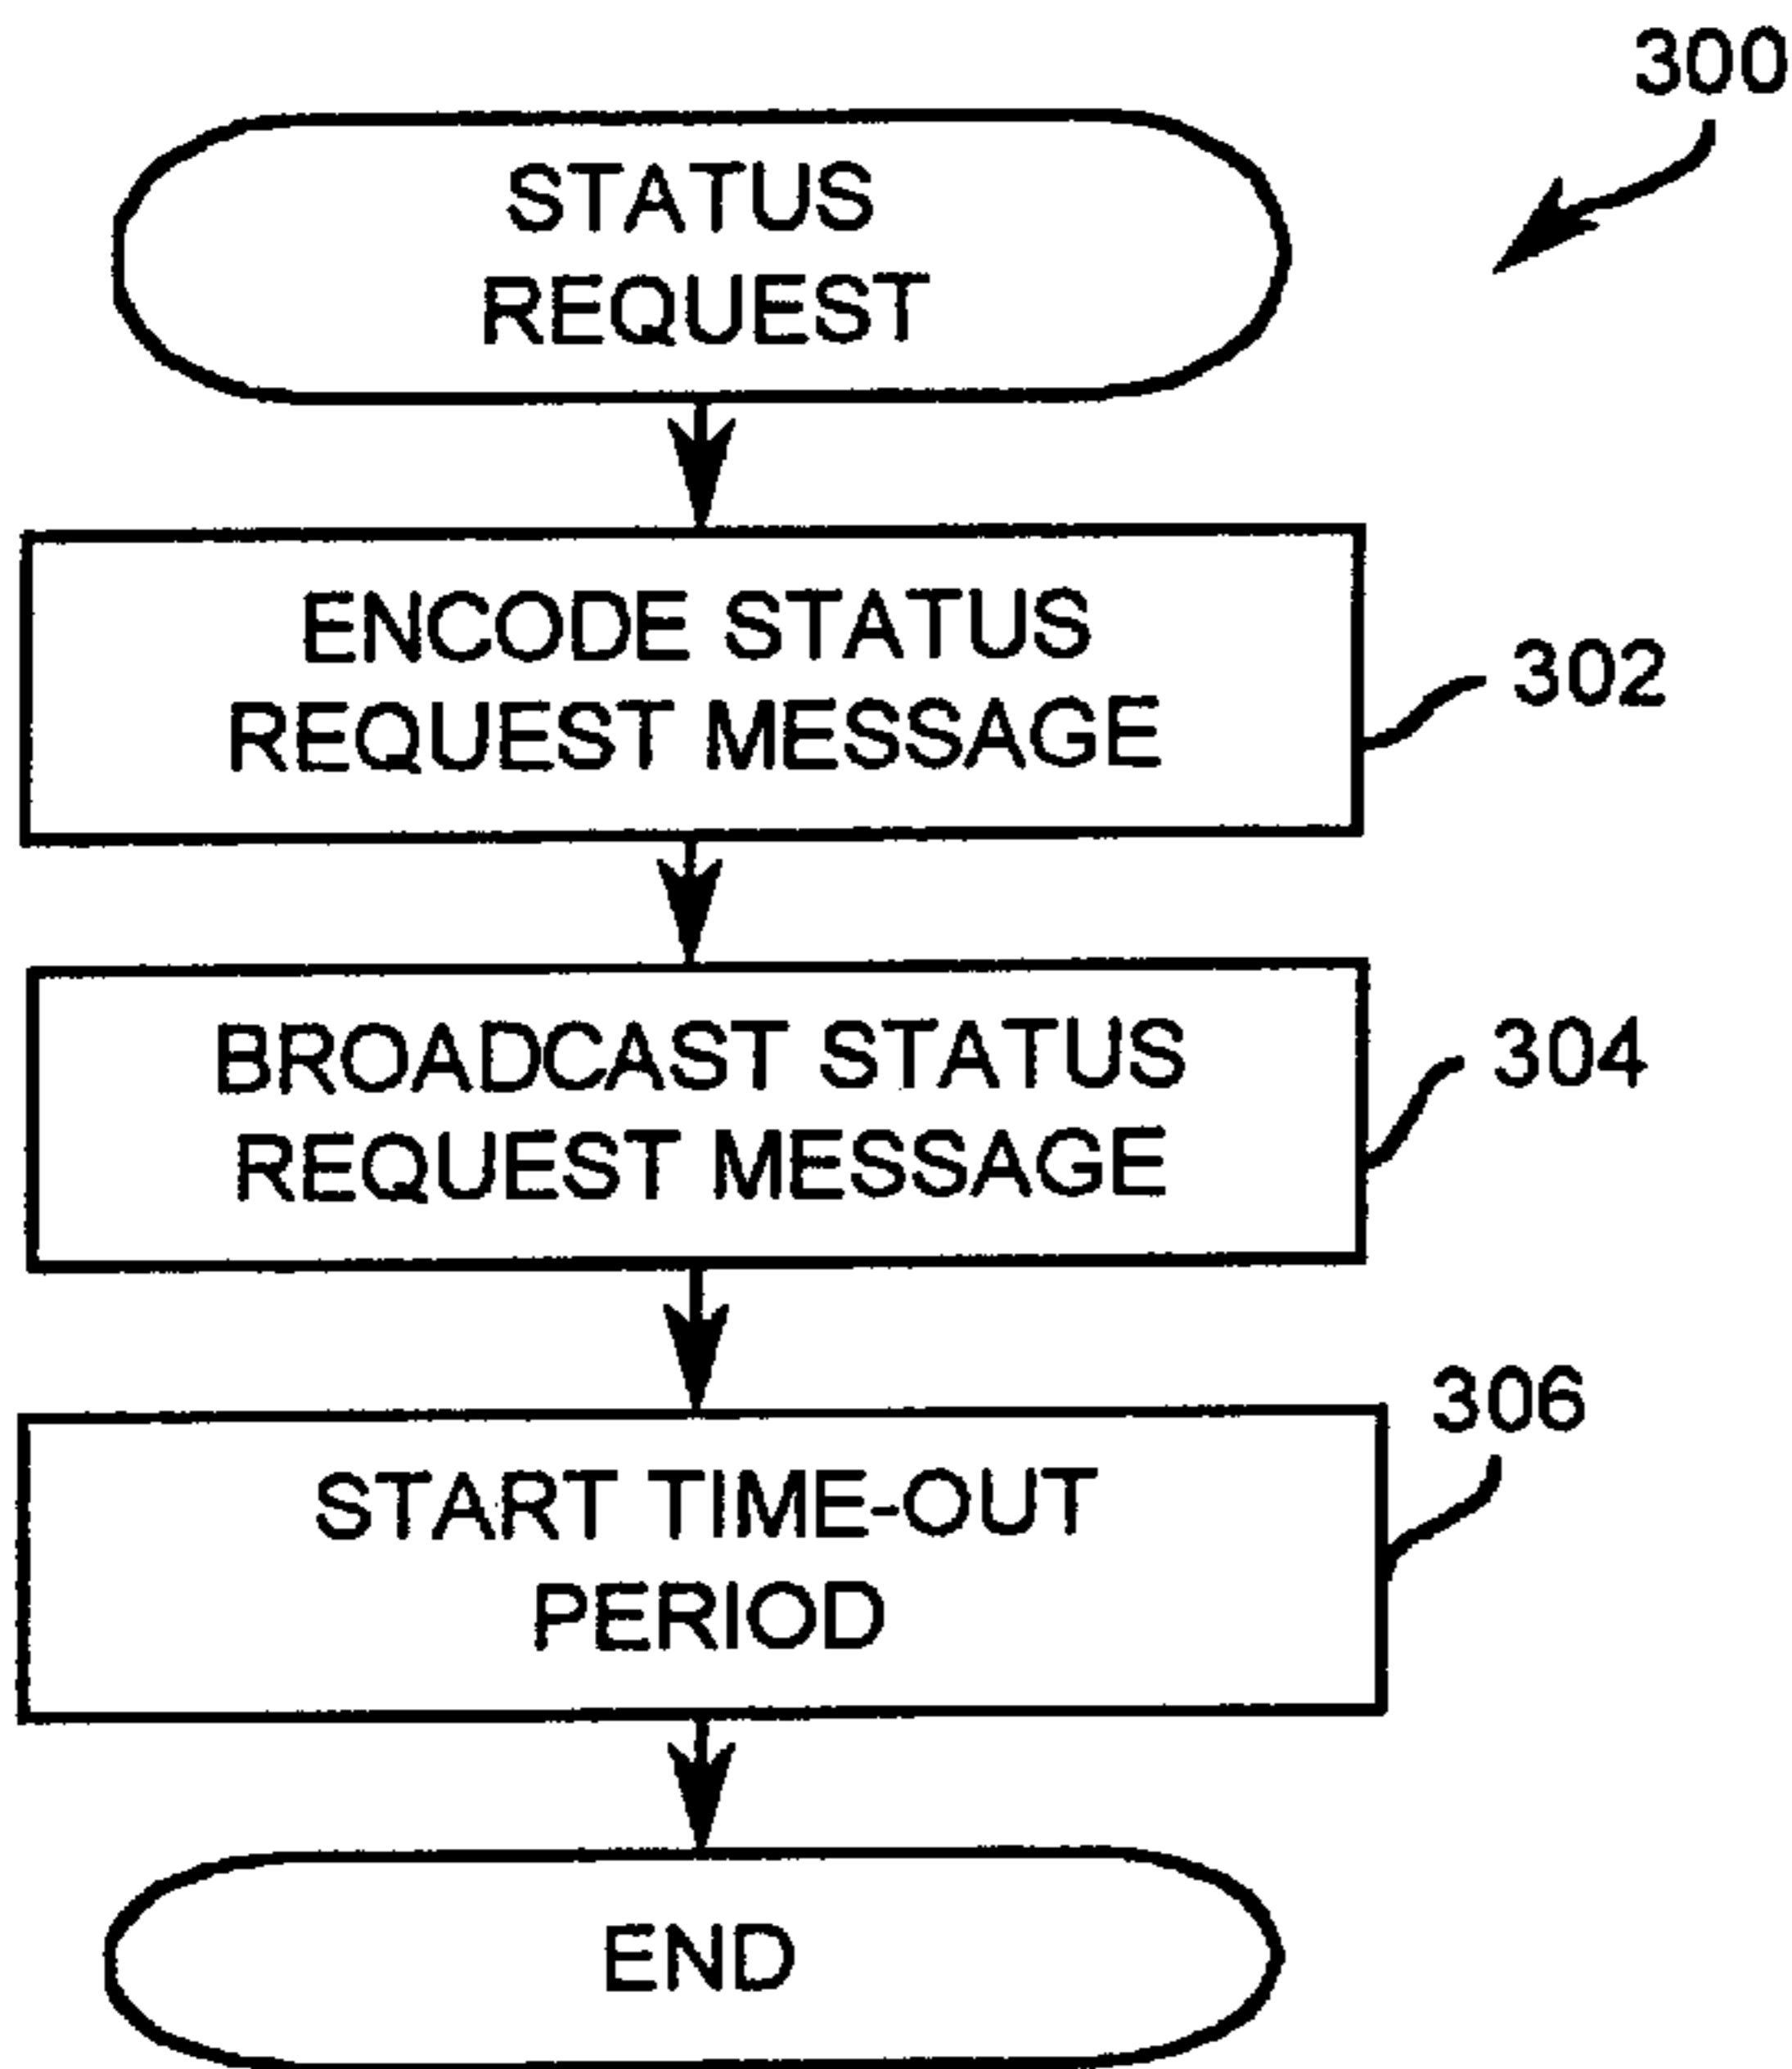 300
STATUS
REQUEST
ENCODE STATUS
REQUEST MESSAGE
302
BROADCAST STATUS
REQUEST MESSAGE
304
306
START TIME-OUT
PERIOD
END